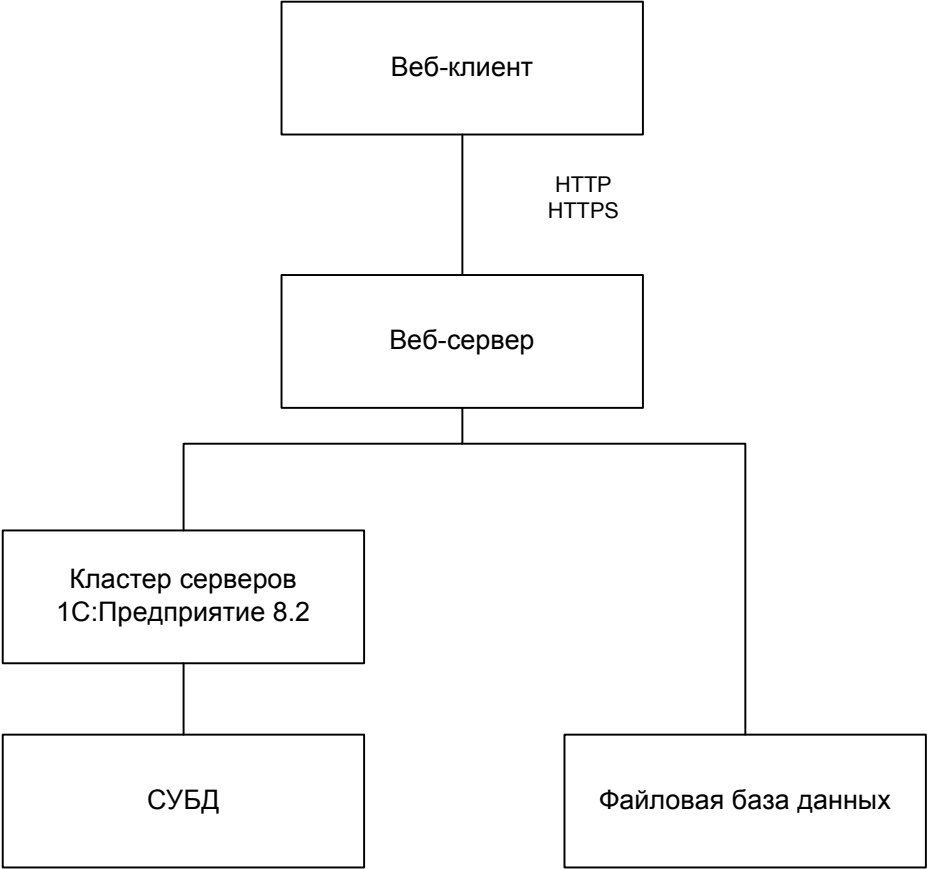 Веб-клиент
HTTP
HTTPS
Веб-сервер
Кластер серверов
1С:Предприятие 8.2
СУБД
Файловая база данных